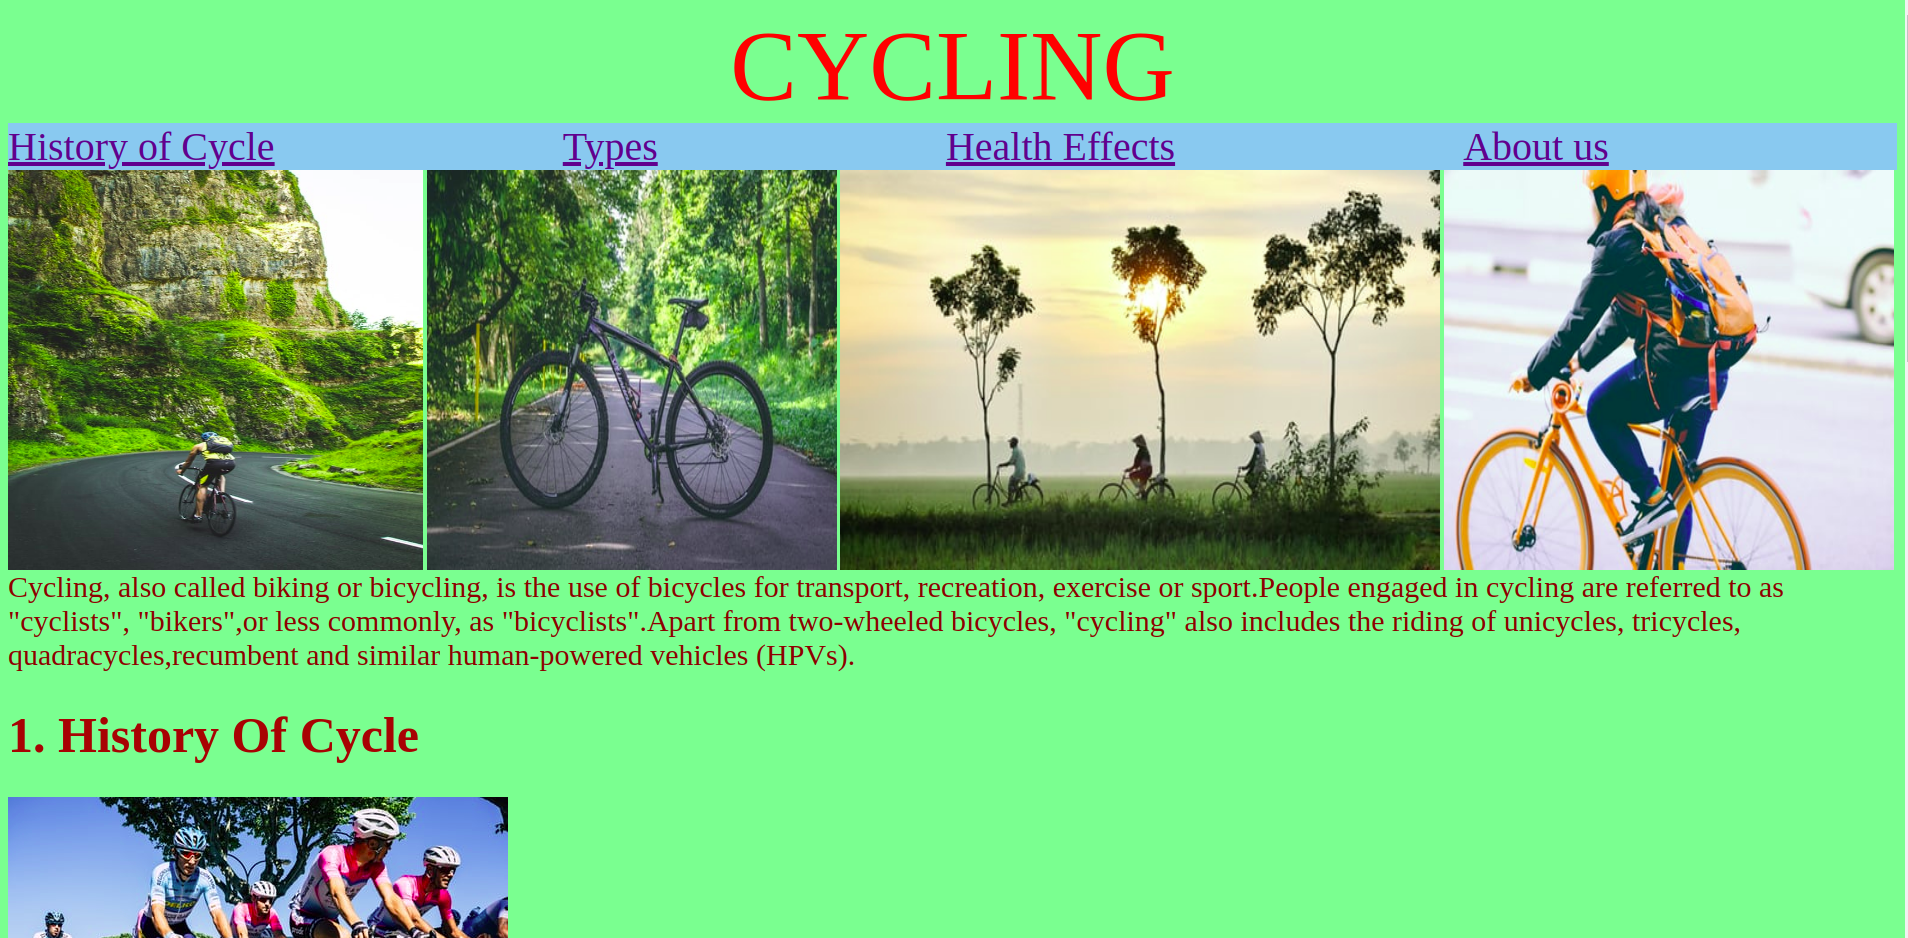 CYCLING
History of Cycle Types Health Effects About us
Cycling, also called biking or bicycling, is the use of bicycles for transport, recreation, exercise or sport.People engaged in cycling are referred to as
"cyclists", "bikers",or less commonly, as "bicyclists".Apart from two-wheeled bicycles, "cycling" also includes the riding of unicycles, tricycles,
quadracycles,recumbent and similar human-powered vehicles (HPVs).
1. History Of Cycle